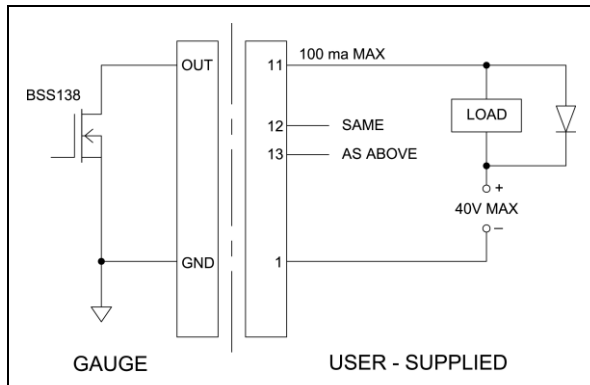 OUT
11
100 ma MAX
BSS138
LOAD
12
SAME
13
AS ABOVE
+
40V MAX
–
GND
1
GAUGE
USER - SUPPLIED